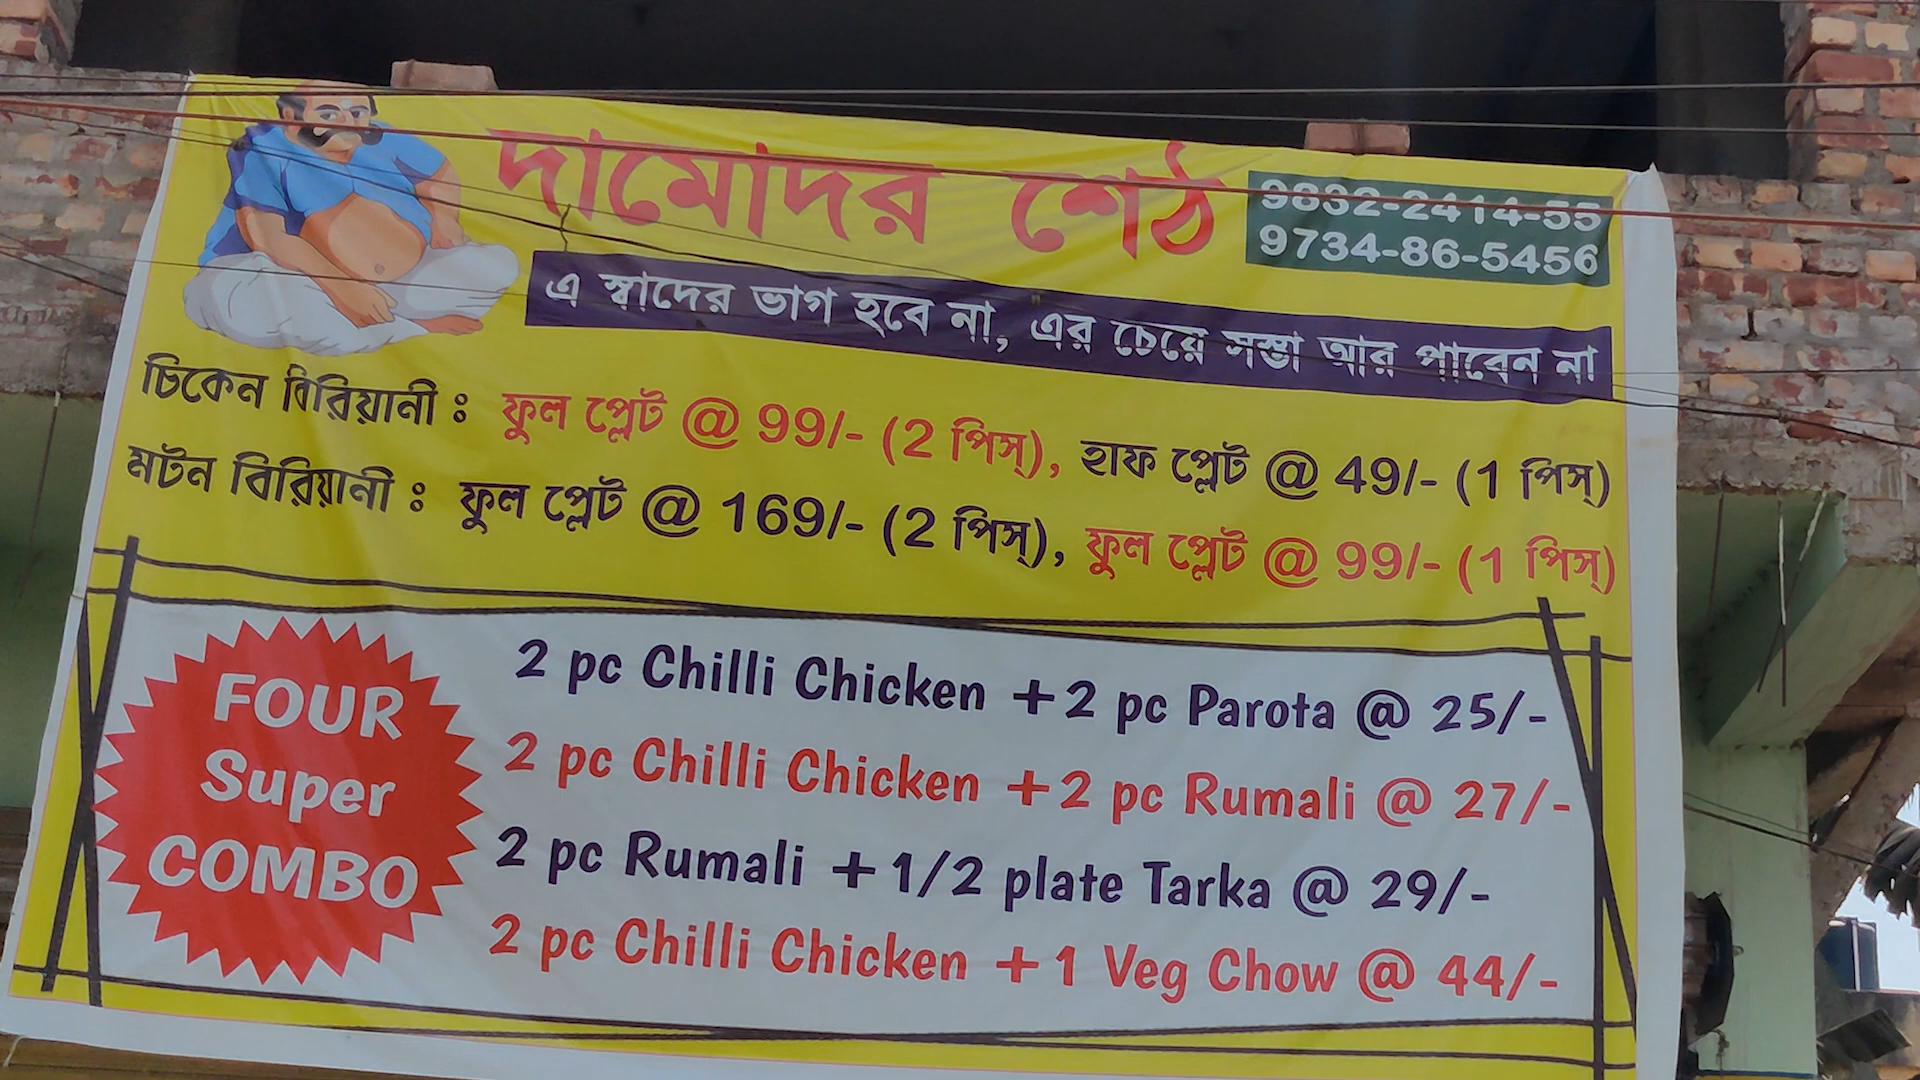 দামোদর শেঠ
9832-2414-55
9734-86-5456
এ স্বাদের ভাগ হবে না, এর চেয়ে সস্তা আর পাবেন না
চিকেন বিরিয়ানী : ফুল প্লেট @ 99/- (2 পিস্), হাফ প্লেট @ 49/- (1 পিস্)
মটন বিরিয়ানী : ফুল প্লেট @ 169/- (2 পিস্), ফুল প্লেট @ 99/- (1 পিস্)
FOUR
Super
COMBO
2 pc Chilli Chicken +2 pc Parota @ 25/-
2 pc Chilli Chicken +2 pc Rumali @ 27/-
2 pc Rumali +1/2 plate Tarka @ 29/-
2 pc Chilli Chicken +1 Veg Chow @ 44/-